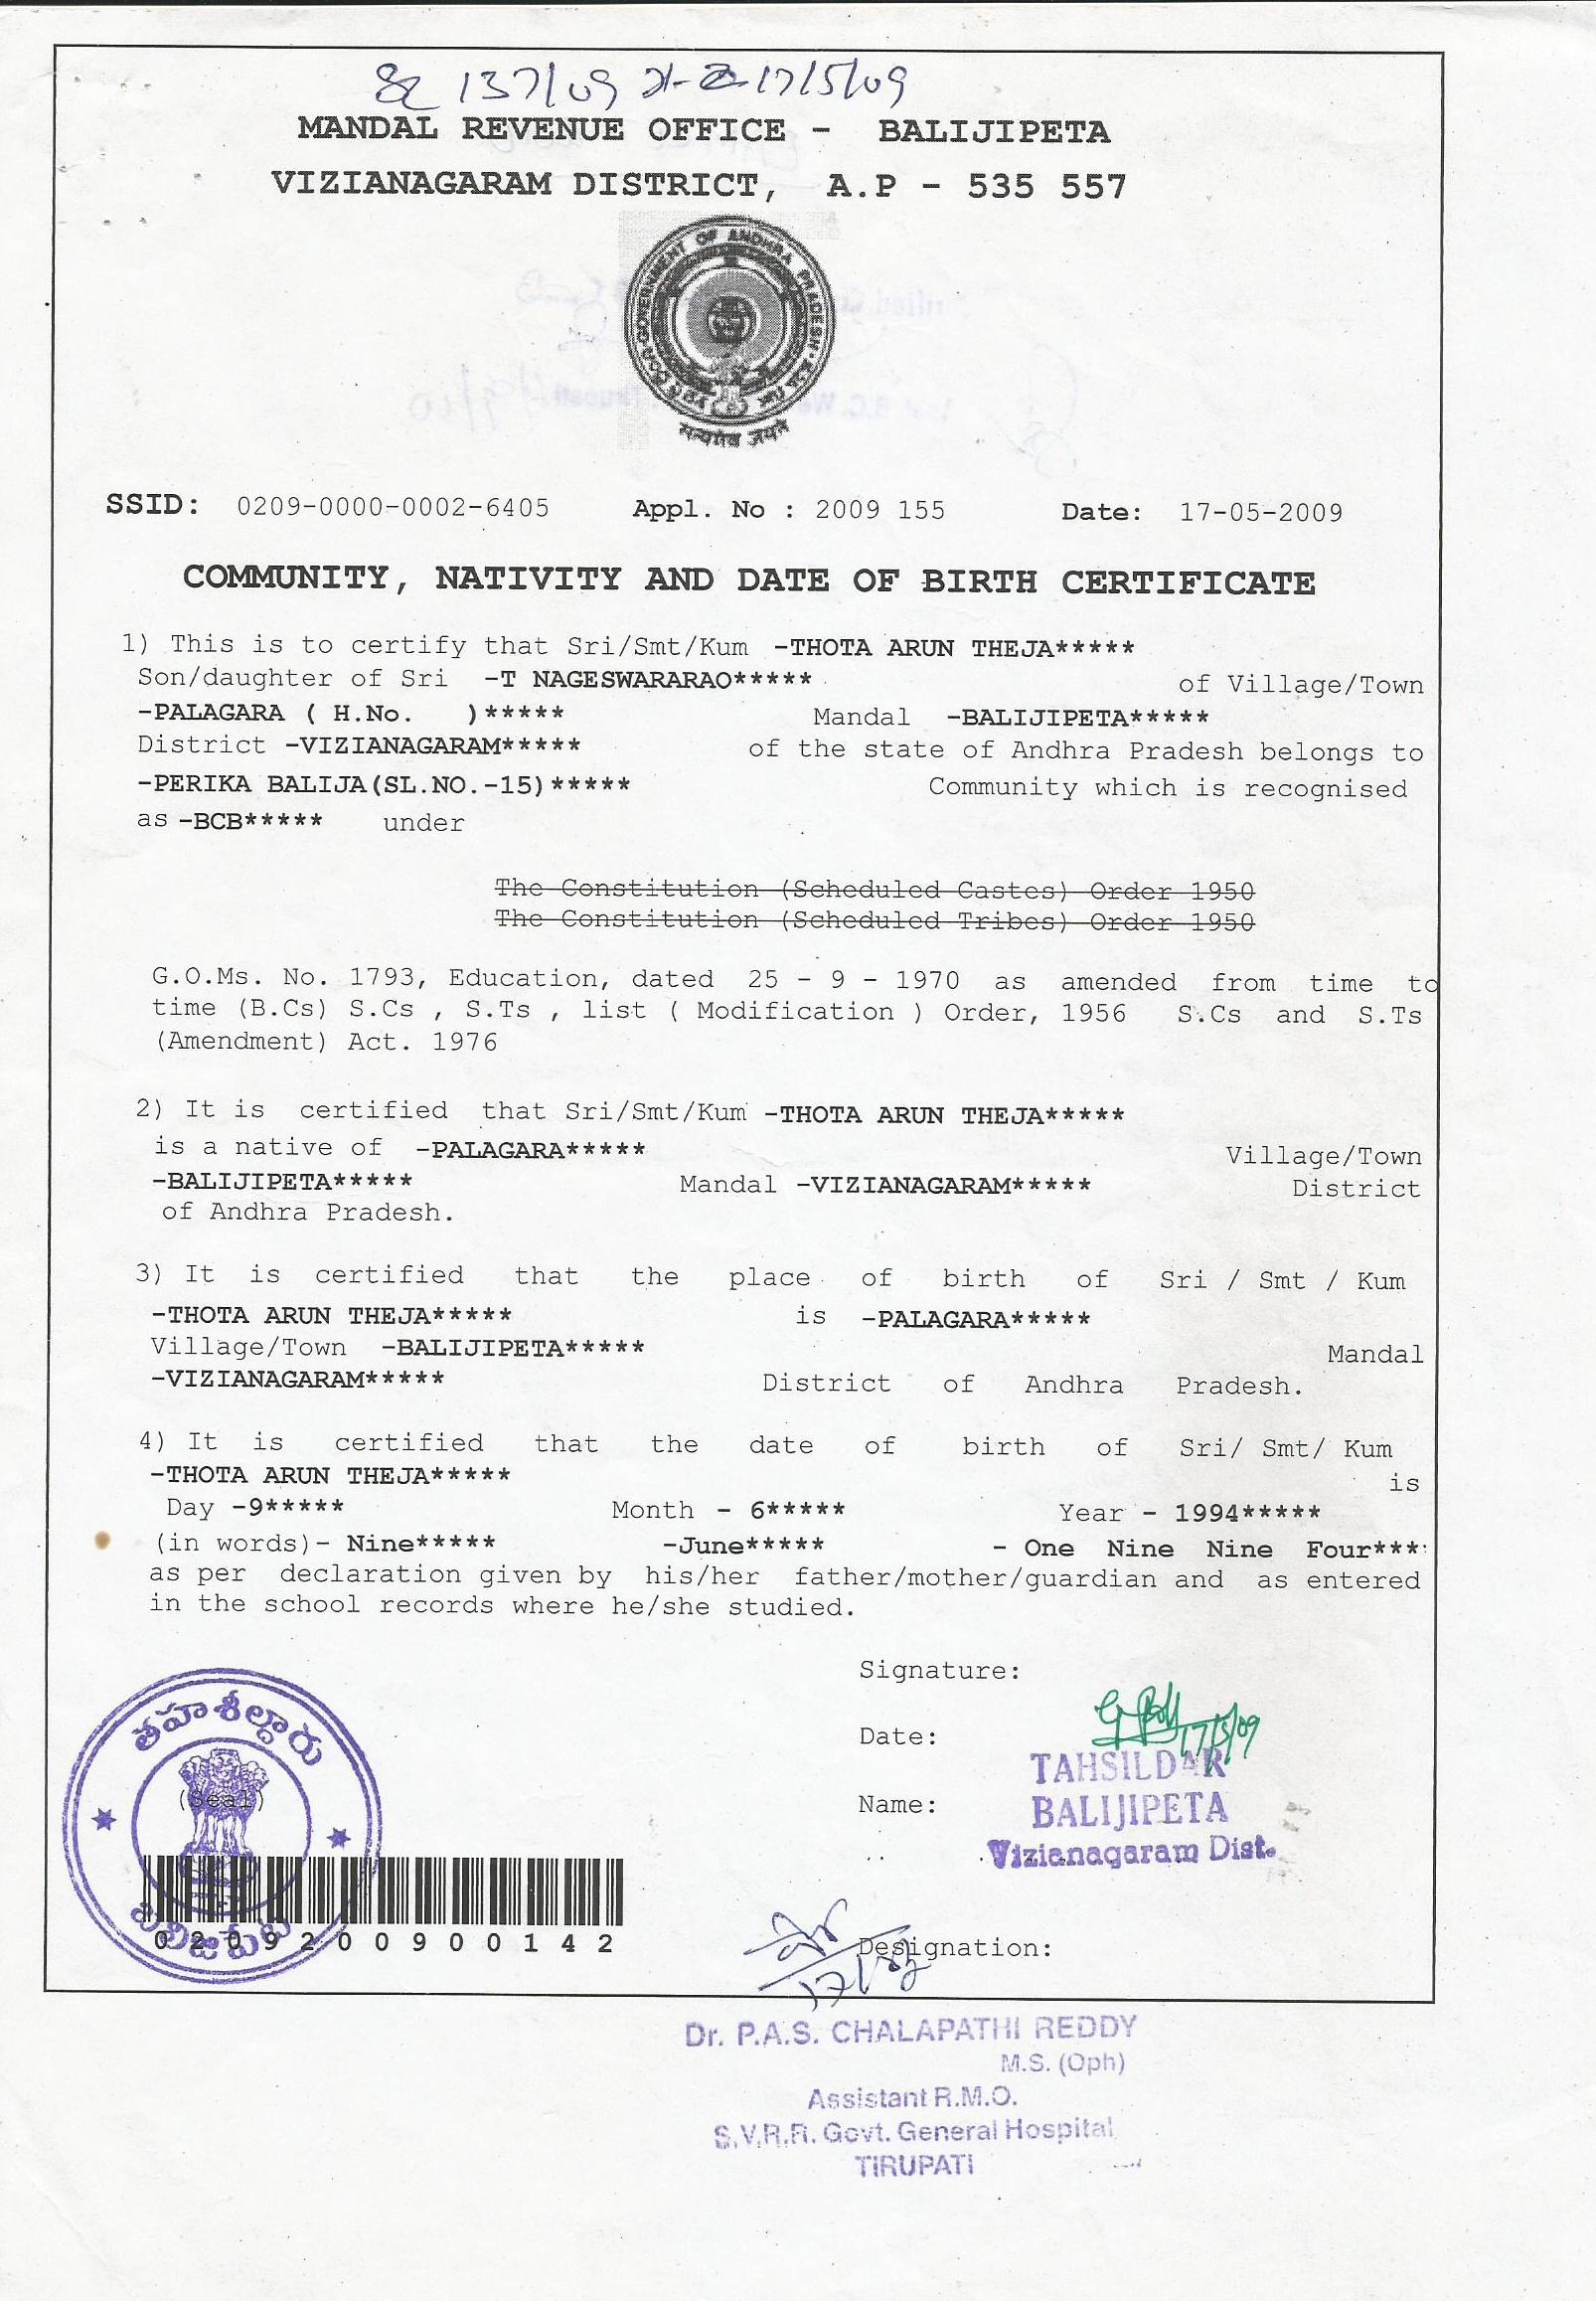 137/09 17/5/09
MANDAL REVENUE OFFICE - BALIJIPETA
VIZIANAGARAM DISTRICT, A.P - 535 557
GOVERNMENT OF ANDHRA PRADESH
सत्यमेव जयते
SSID: 0209-0000-0002-6405 Appl. No : 2009 155 Date: 17-05-2009
COMMUNITY, NATIVITY AND DATE OF BIRTH CERTIFICATE
1) This is to certify that Sri/Smt/Kum -THOTA ARUN THEJA*****
Son/daughter of Sri -T NAGESWARARAO***** of Village/Town
-PALAGARA ( H.No. )***** Mandal -BALIJIPETA*****
District -VIZIANAGARAM***** of the state of Andhra Pradesh belongs to
-PERIKA BALIJA(SL.NO.-15)***** Community which is recognised
as -BCB***** under
The Constitution (Scheduled Castes) Order 1950
The Constitution (Scheduled Tribes) Order 1950
G.O.Ms. No. 1793, Education, dated 25 - 9 - 1970 as amended from time to
time (B.Cs) S.Cs , S.Ts , list ( Modification ) Order, 1956 S.Cs and S.Ts
(Amendment) Act. 1976
2) It is certified that Sri/Smt/Kum -THOTA ARUN THEJA*****
is a native of -PALAGARA***** Village/Town
-BALIJIPETA***** Mandal -VIZIANAGARAM***** District
of Andhra Pradesh.
3) It is certified that the place of birth of Sri / Smt / Kum
-THOTA ARUN THEJA***** is -PALAGARA*****
Village/Town -BALIJIPETA***** Mandal
-VIZIANAGARAM***** District of Andhra Pradesh.
4) It is certified that the date of birth of Sri/ Smt/ Kum
-THOTA ARUN THEJA***** is
Day -9***** Month - 6***** Year - 1994*****
(in words)- Nine***** -June***** - One Nine Nine Four****
as per declaration given by his/her father/mother/guardian and as entered
in the school records where he/she studied.
Signature:
17/5/09
Date:
TAHSILDAR
Name:
BALIJIPETA
Vizianagaram Dist.
తహశీల్దారు
(Seal)
బలిజిపేట
020920090 0142
Designation:
Dr. P.A.S. CHALAPATHI REDDY
M.S. (Oph)
Assistant R.M.O.
S.V.R.R. Govt. General Hospital
TIRUPATI